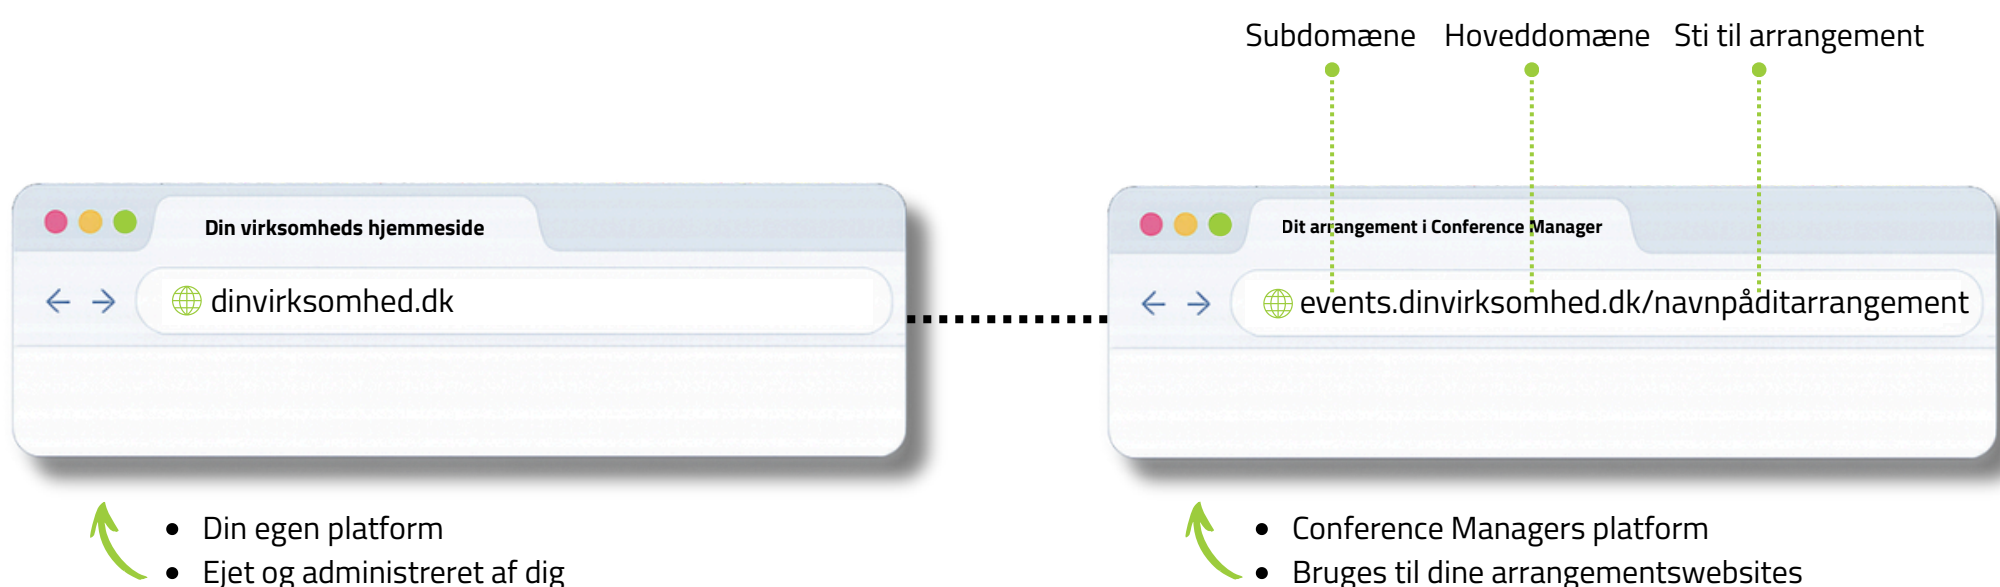 Subdomæne Hoveddomæne Sti til arrangement
Din virksomheds hjemmeside
dinvirksomhed.dk
Dit arrangement i Conference Manager
events.dinvirksomhed.dk/navnpåditarrangement
• Din egen platform
• Ejet og administreret af dig
• Conference Managers platform
• Bruges til dine arrangementswebsites